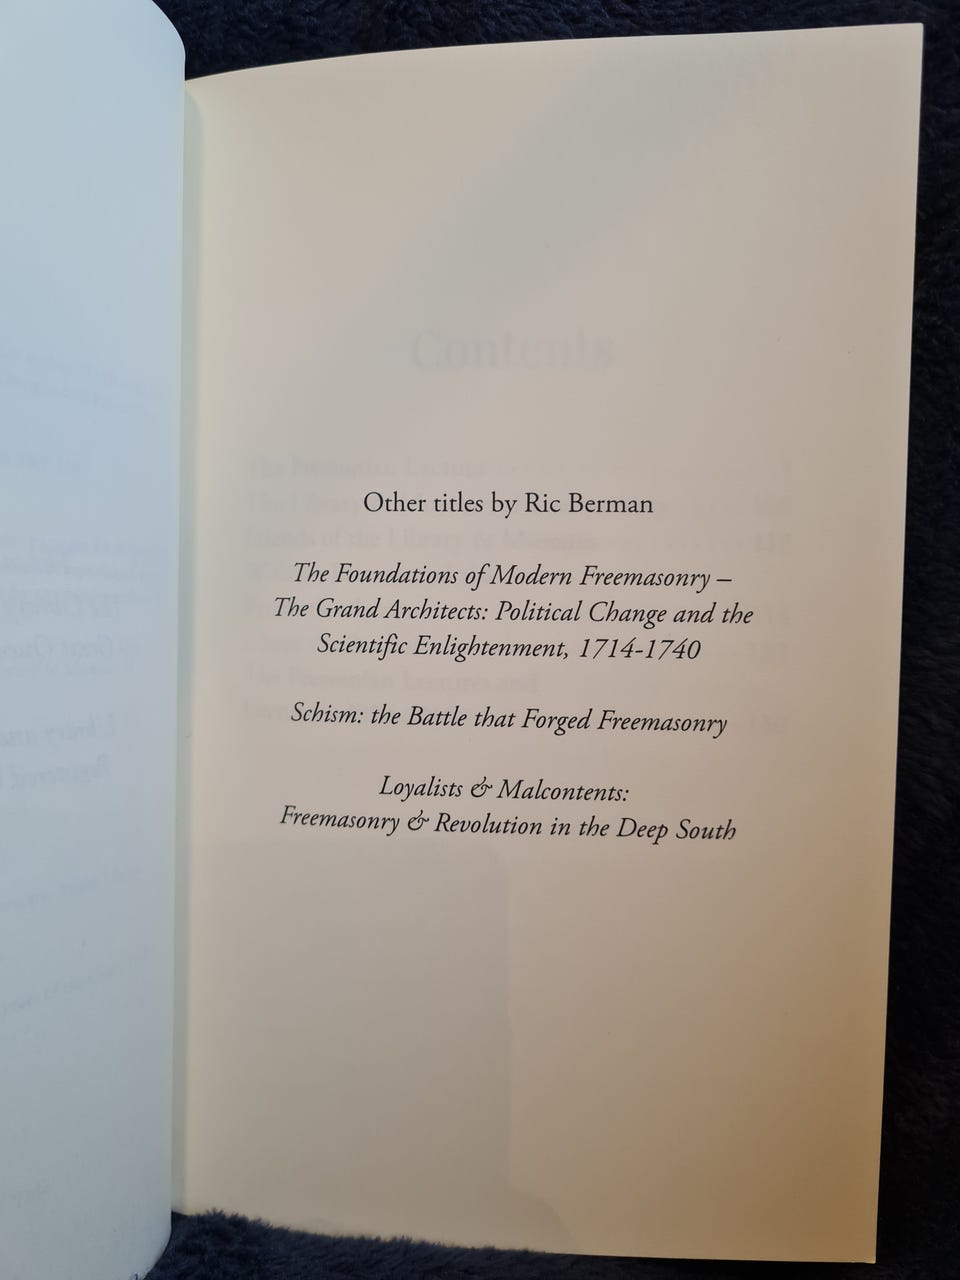 Other titles by Ric Berman
The Foundations of Modern Freemasonry –
The Grand Architects: Political Change and the
Scientific Enlightenment, 1714-1740
Schism: the Battle that Forged Freemasonry
Loyalists & Malcontents:
Freemasonry & Revolution in the Deep South
Contents